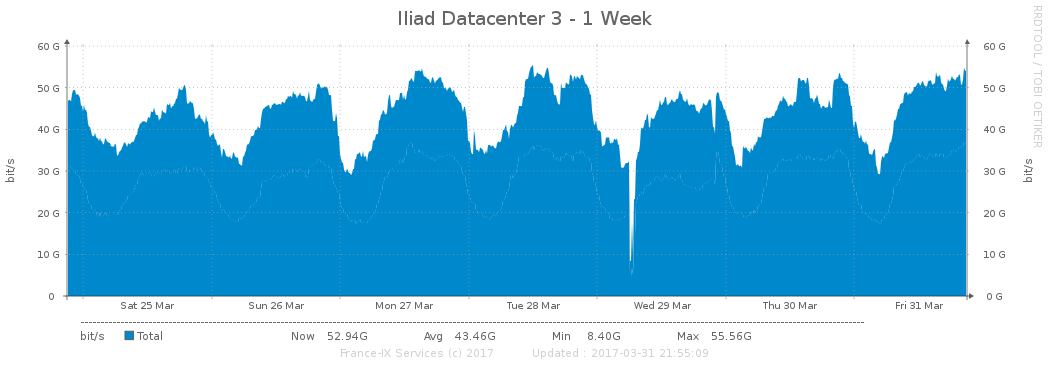 Iliad Datacenter 3 - 1 Week
RRDTOOL / TOBI OETIKER
60 G 60 G
50 G 50 G
40 G 40 G
30 G 30 G
20 G 20 G
10 G 10 G
0 0 G
bit/s
bit/s
Sat 25 Mar Sun 26 Mar Mon 27 Mar Tue 28 Mar Wed 29 Mar Thu 30 Mar Fri 31 Mar
bit/s Total Now 52.94G Avg 43.46G Min 8.40G Max 55.56G
France-IX Services (c) 2017 Updated : 2017-03-31 21:55:09